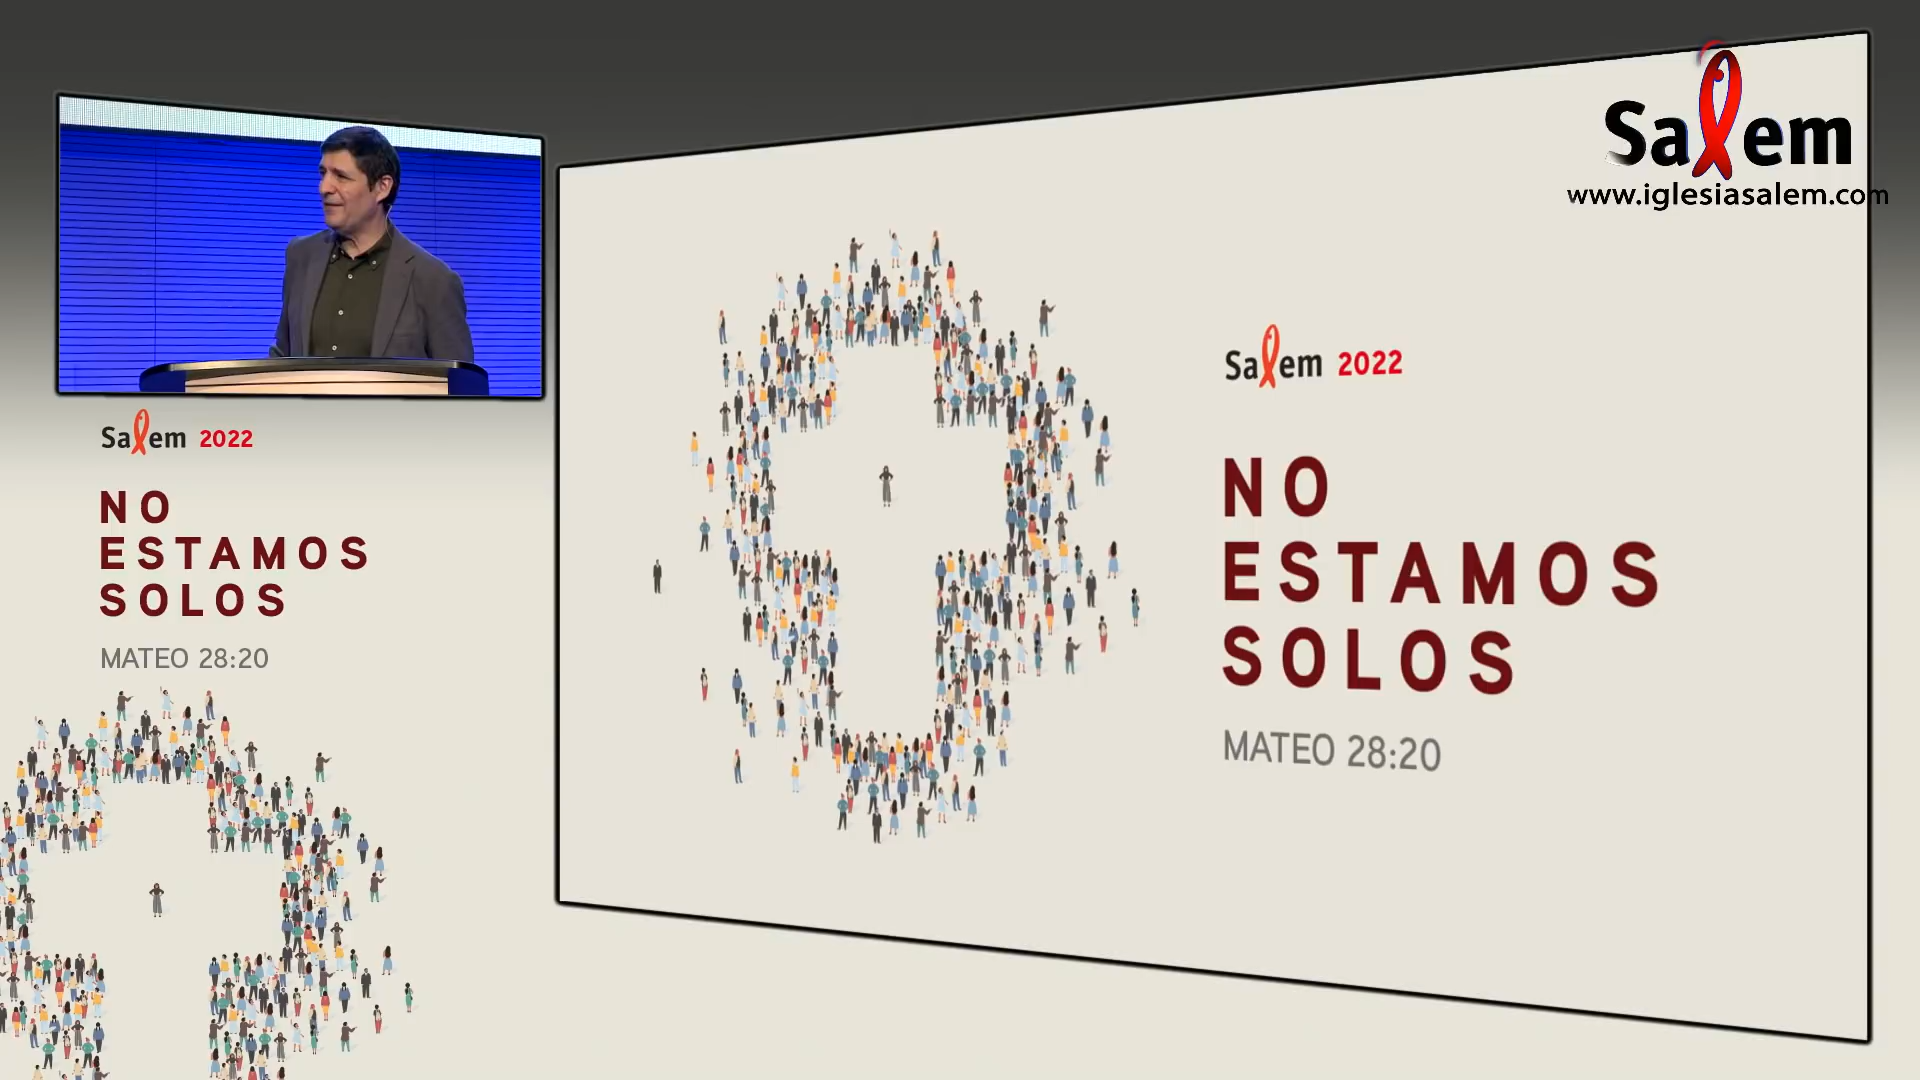 Salem
www.iglesiasalem.com
Salem 2022
NO
ESTAMOS
SOLOS
MATEO 28:20
Salem 2022
NO
ESTAMOS
SOLOS
MATEO 28:20